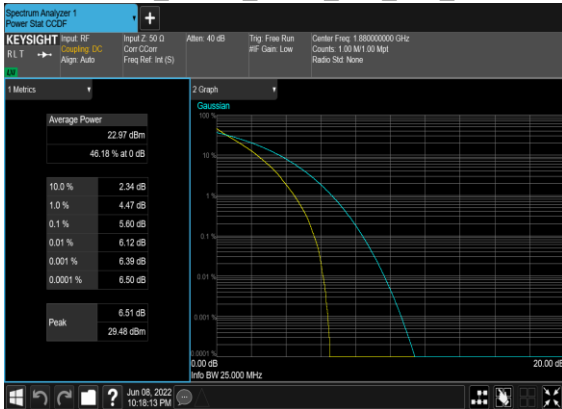 Spectrum Analyzer 1
Power Stat CCDF
KEYSIGHT
Input: RF
Input Z: 50 Ω
Atten: 40 dB
Trig: Free Run
Center Freq: 1.880000000 GHz
RLT
Coupling: DC
Corr CCorr
#IF Gain: Low
Counts: 1.00 M/1.00 Mpt
Align: Auto
Freq Ref: Int (S)
Radio Std: None
1 Metrics
2 Graph
Gaussian
Average Power
22.97 dBm
46.18 % at 0 dB
10.0 % 2.34 dB
1.0 % 4.47 dB
0.1 % 5.60 dB
0.01 % 6.12 dB
0.001 % 6.39 dB
0.0001 % 6.50 dB
Peak
6.51 dB
29.48 dBm
100 %
10 %
1 %
0.1 %
0.01 %
0.001 %
0.0001 %
0.00 dB
20.00 dB
Info BW 25.000 MHz
?
Jun 08, 2022
10:18:13 PM